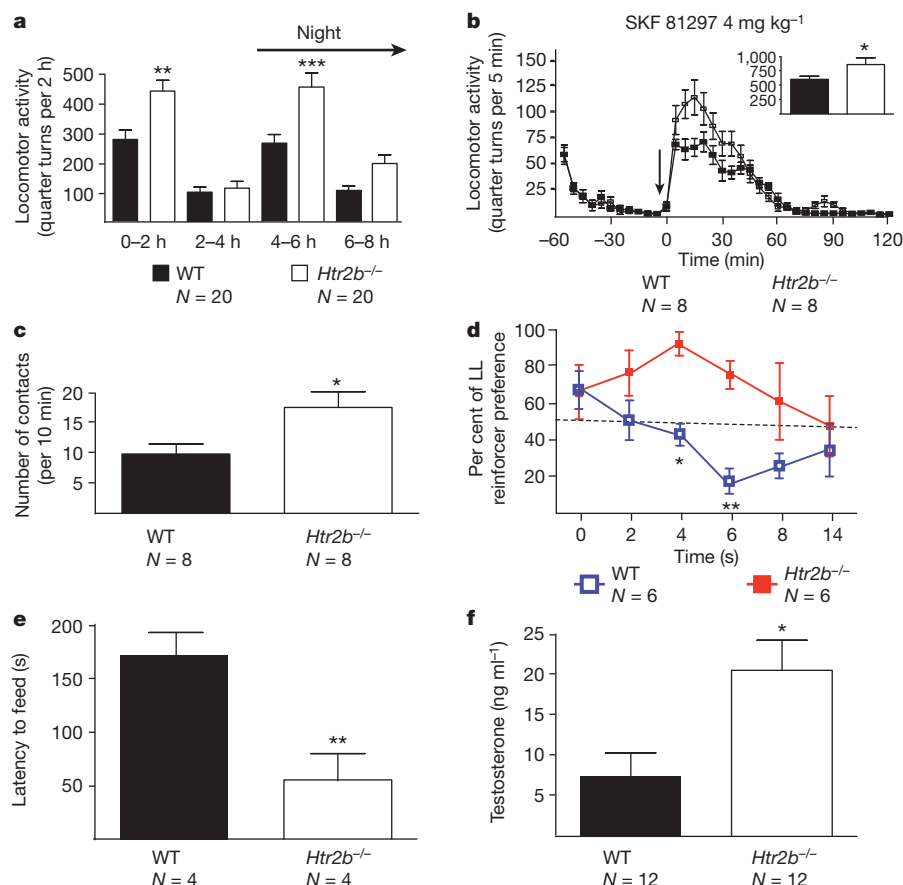 a
Night
Locomotor activity
(quarter turns per 2 h)
500
400
300
200
100
**
***
0–2 h 2–4 h 4–6 h 6–8 h
WT
N = 20
Htr2b–/–
N = 20
b
SKF 81297 4 mg kg–1
Locomotor activity
(quarter turns per 5 min)
150
125
100
75
50
25
1,000
750
500
250
*
–60 –30 0 30 60 90 120
Time (min)
WT
N = 8
Htr2b–/–
N = 8
c
Number of contacts
(per 10 min)
20
15
10
5
*
WT
N = 8
Htr2b–/–
N = 8
d
Per cent of LL
reinforcer preference
100
80
60
40
20
*
**
0 2 4 6 8 14
Time (s)
WT
N = 6
Htr2b–/–
N = 6
e
Latency to feed (s)
200
150
100
50
**
WT
N = 4
Htr2b–/–
N = 4
f
Testosterone (ng ml–1)
25
20
15
10
5
*
WT
N = 12
Htr2b–/–
N = 12